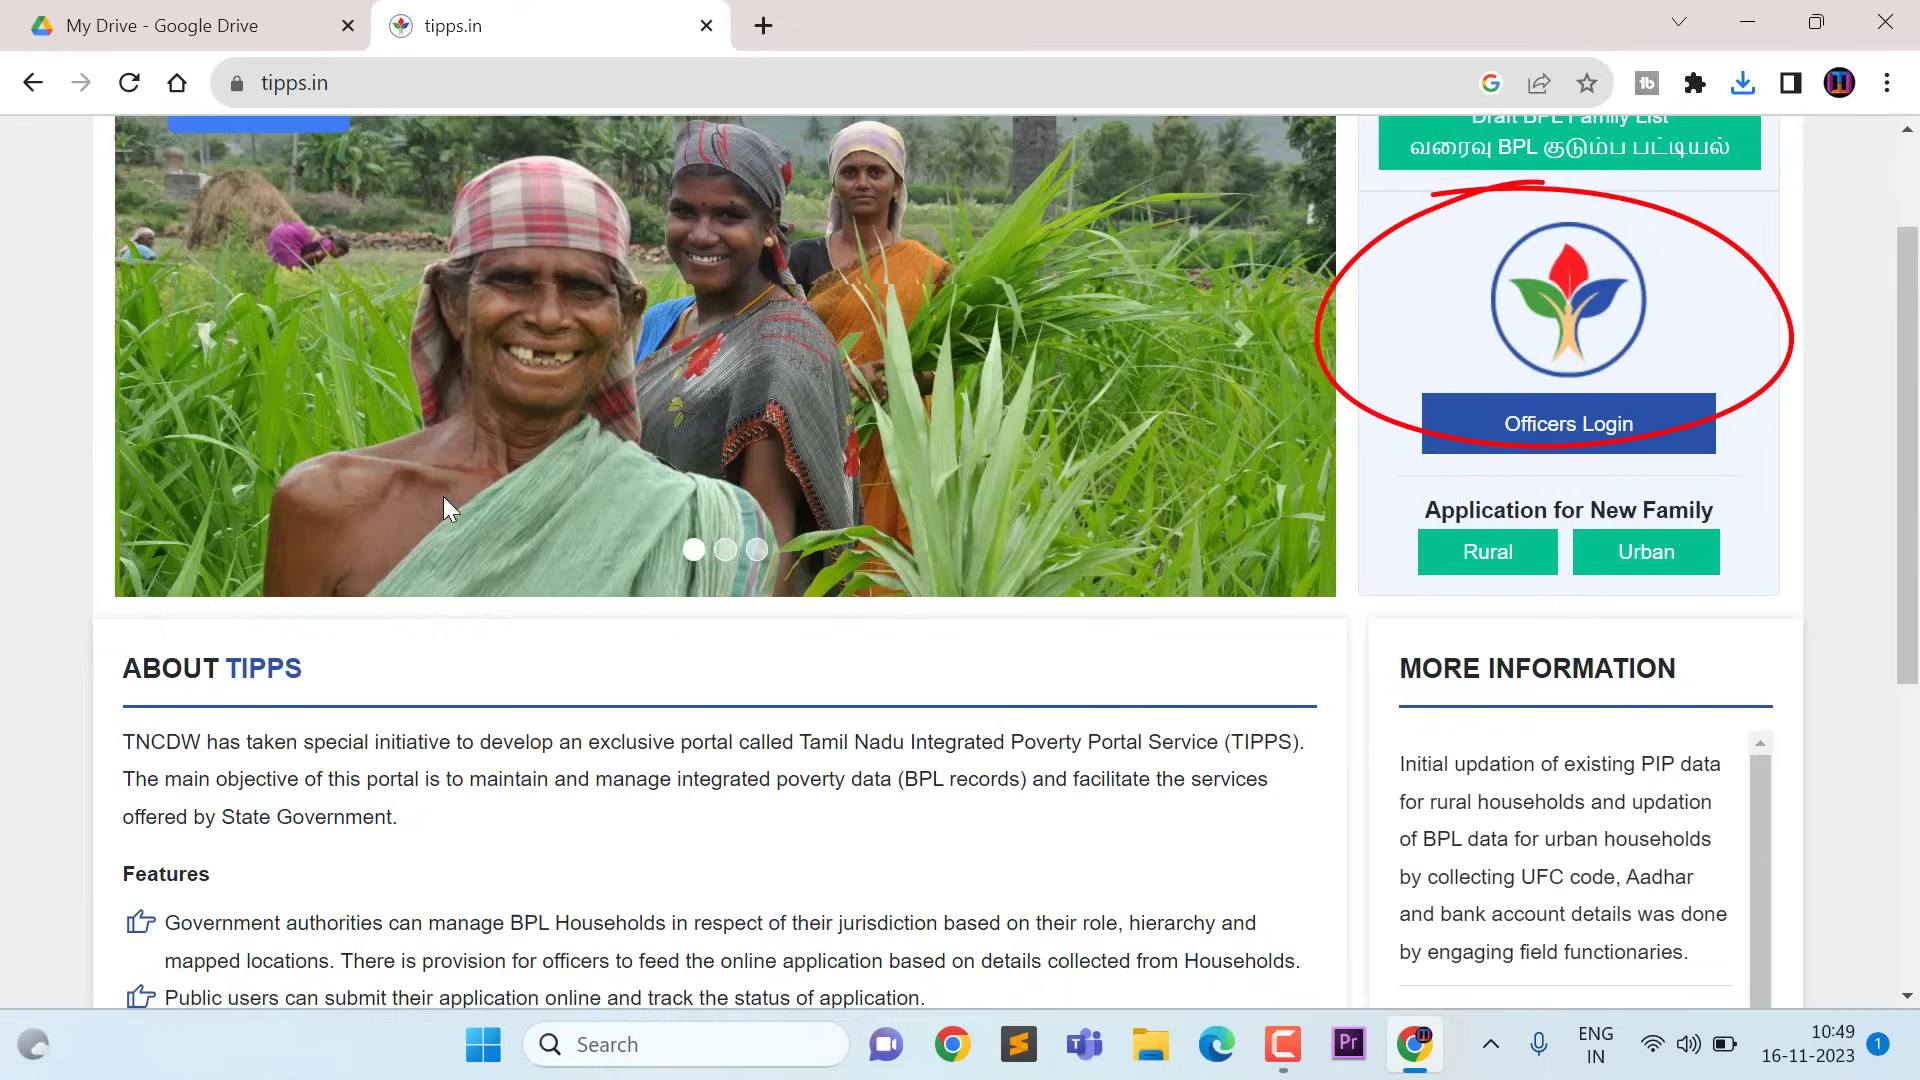 My Drive - Google Drive
tipps.in
tipps.in
Draft BPL Family List
வரைவு BPL குடும்ப பட்டியல்
Officers Login
Application for New Family
Rural
Urban
ABOUT TIPPS
TNCDW has taken special initiative to develop an exclusive portal called Tamil Nadu Integrated Poverty Portal Service (TIPPS).
The main objective of this portal is to maintain and manage integrated poverty data (BPL records) and facilitate the services
offered by State Government.
Features
Government authorities can manage BPL Households in respect of their jurisdiction based on their role, hierarchy and
mapped locations. There is provision for officers to feed the online application based on details collected from Households.
Public users can submit their application online and track the status of application.
MORE INFORMATION
Initial updation of existing PIP data
for rural households and updation
of BPL data for urban households
by collecting UFC code, Aadhar
and bank account details was done
by engaging field functionaries.
Search
Pr
ENG
IN
10:49
16-11-2023
1